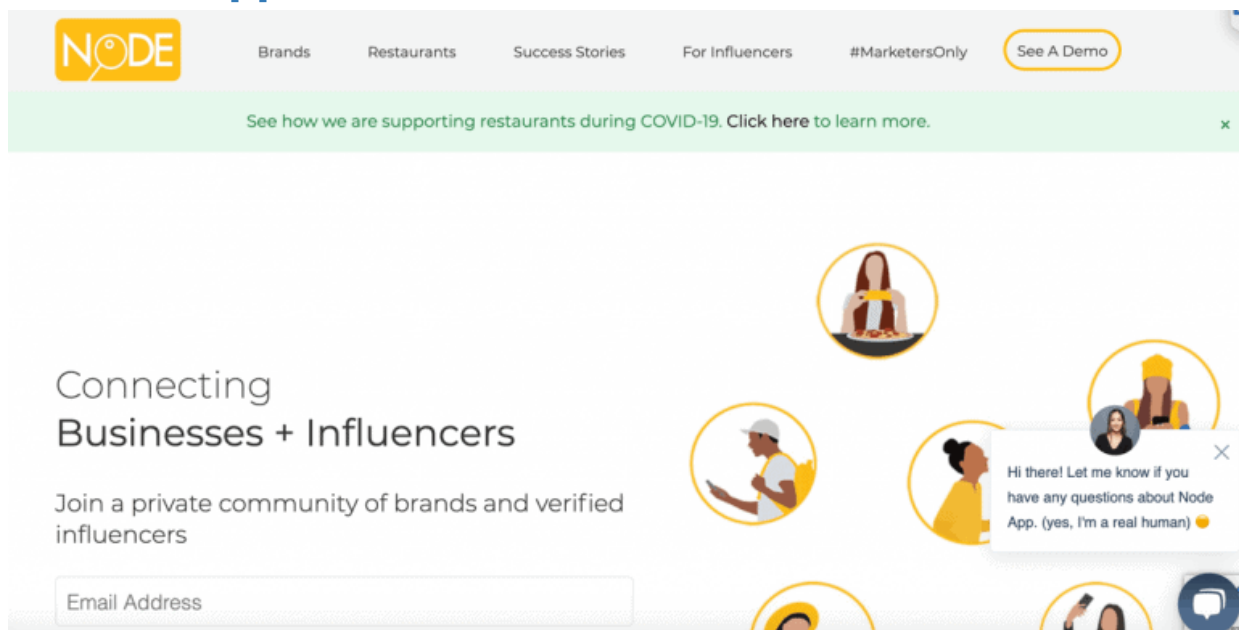 NODE
Brands
Restaurants
Success Stories
For Influencers
#MarketersOnly
See A Demo
See how we are supporting restaurants during COVID-19. Click here to learn more.
×
Connecting
Businesses + Influencers
Join a private community of brands and verified
influencers
Email Address
Hi there! Let me know if you
have any questions about Node
App. (yes, I'm a real human)